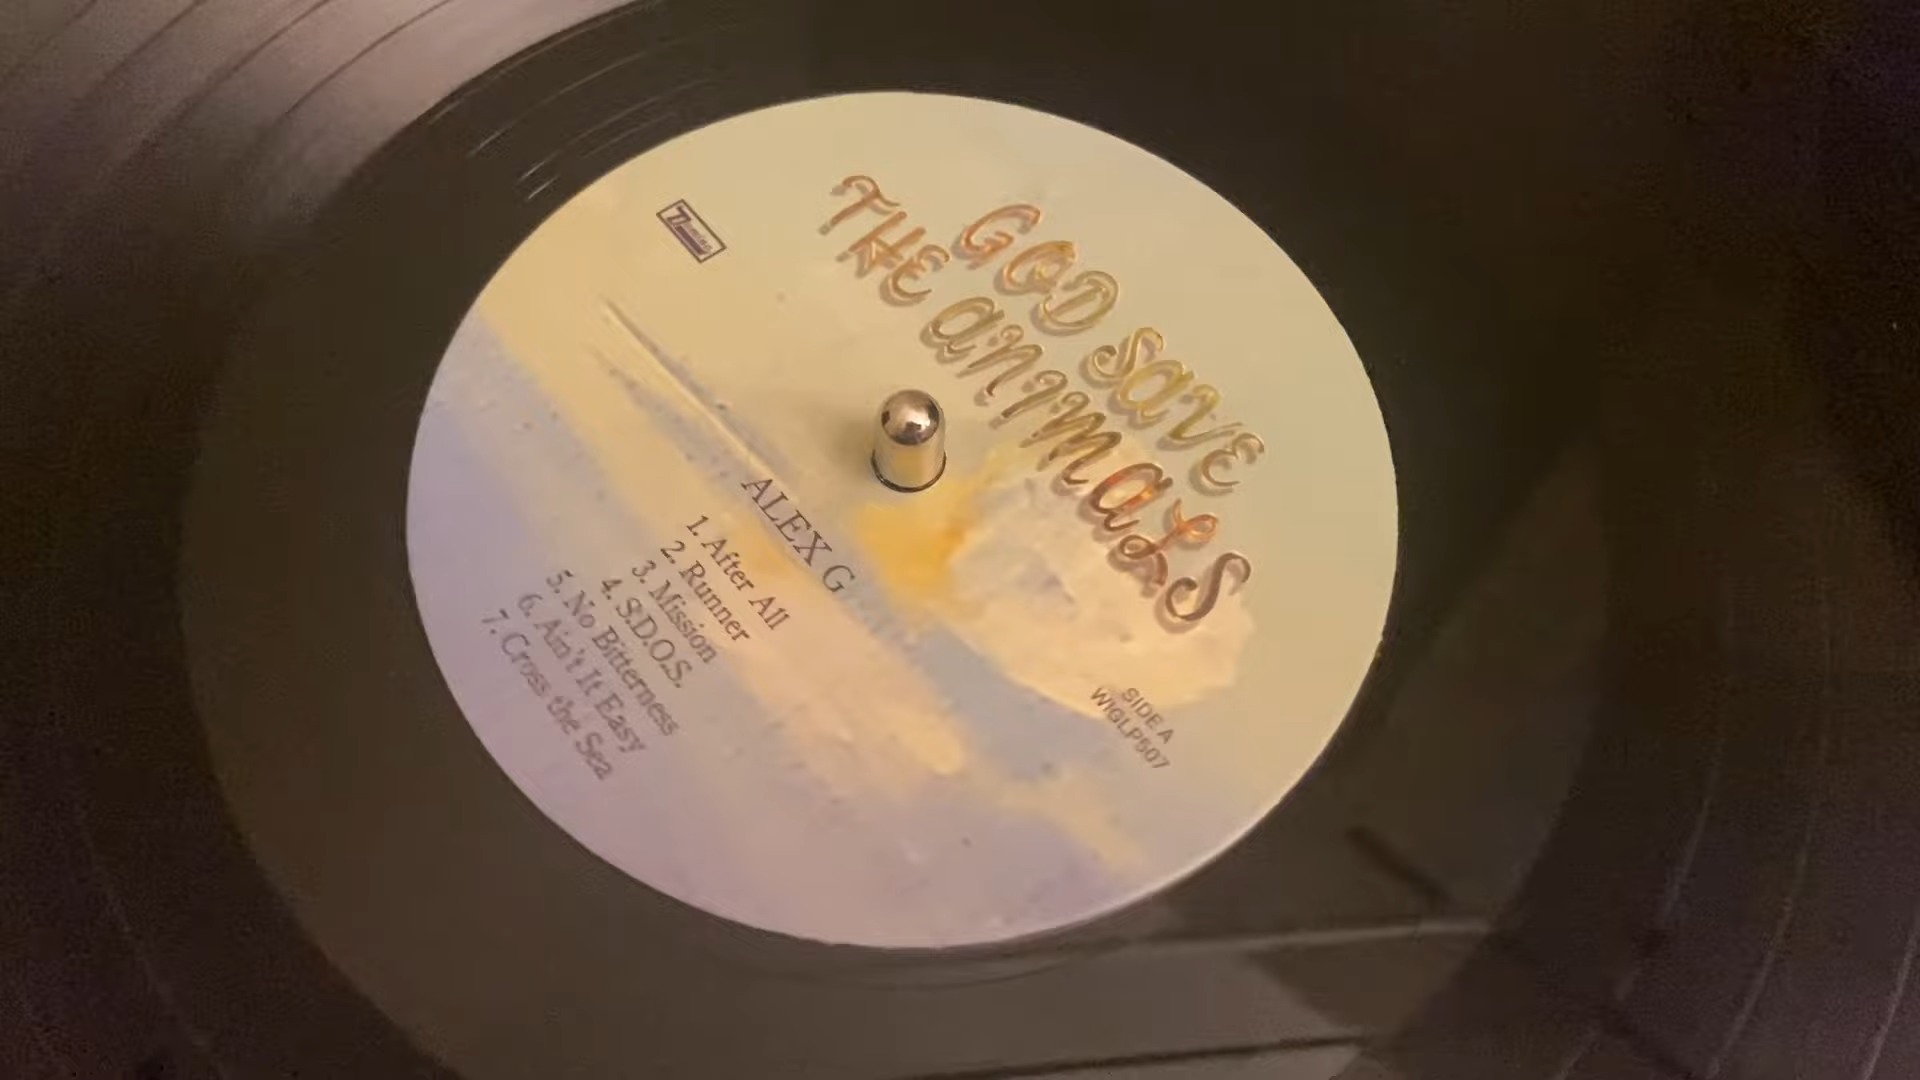 GOD SAVE
THE ANIMALS
Domino
ALEX G
1. After All
2. Runner
3. Mission
4. S.D.O.S.
5. No Bitterness
6. Ain't It Easy
7. Cross the Sea
SIDE A
WIGLP507